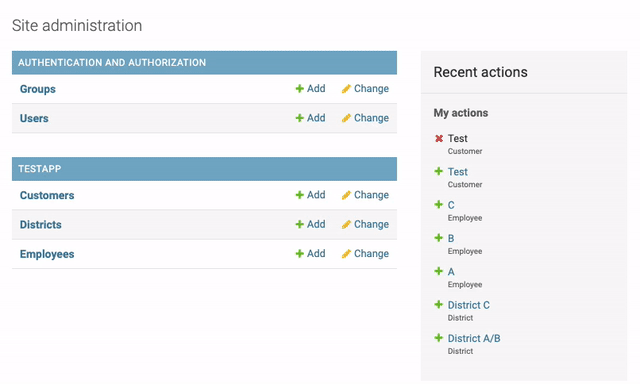 Site administration
AUTHENTICATION AND AUTHORIZATION
Groups Add Change
Users Add Change
TESTAPP
Customers Add Change
Districts Add Change
Employees Add Change
Recent actions
My actions
Test
Customer
Test
Customer
C
Employee
B
Employee
A
Employee
District C
District
District A/B
District